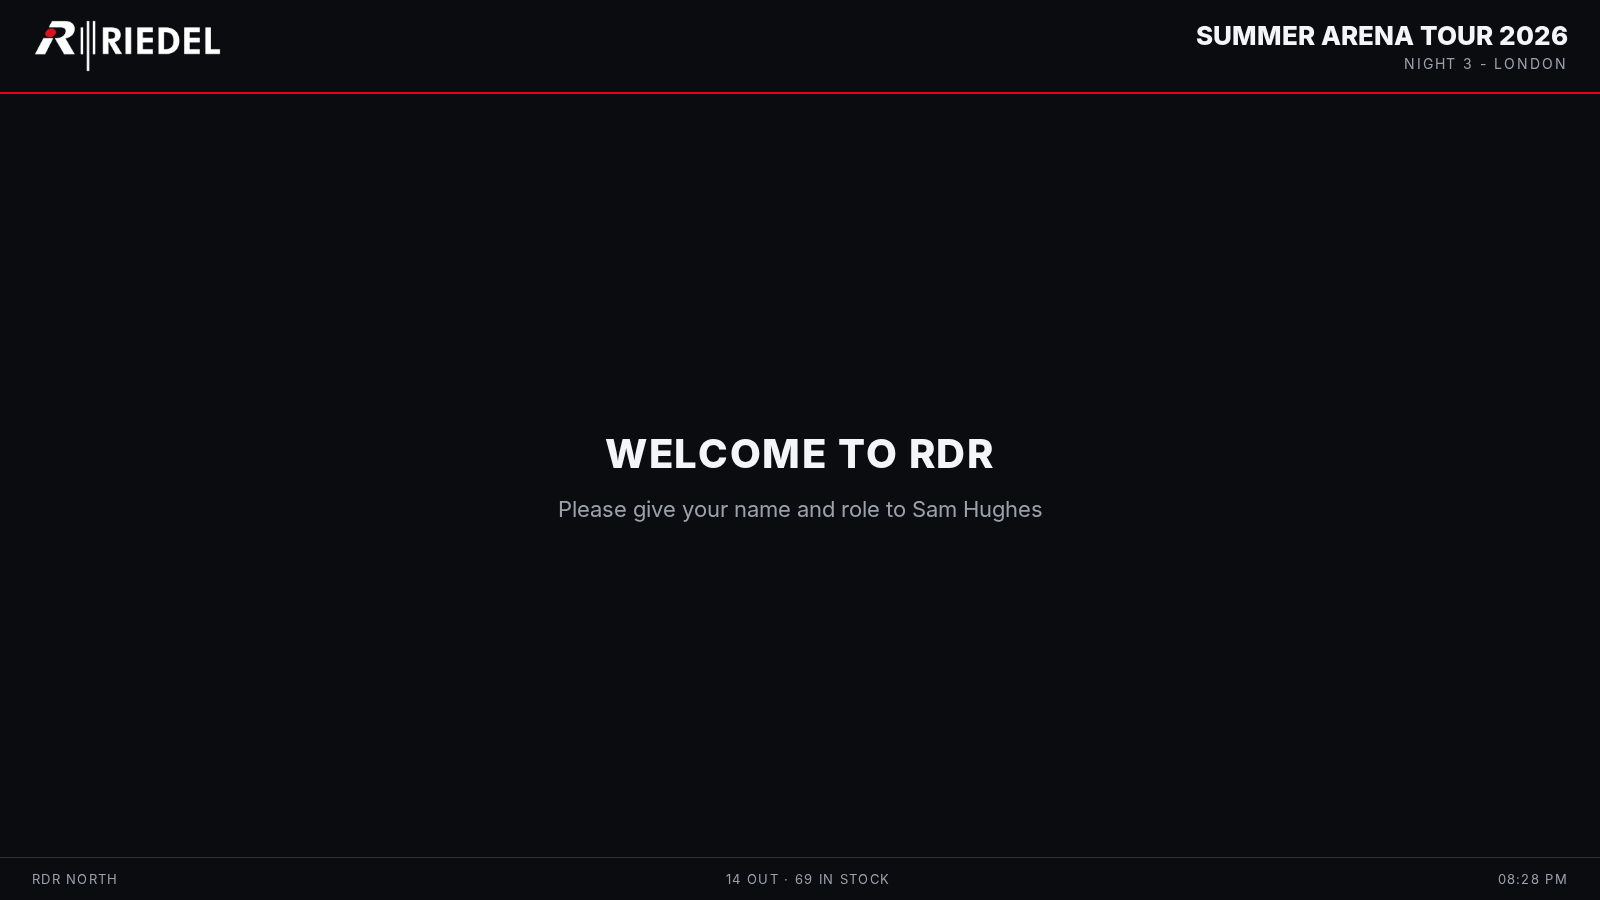 RIEDEL
SUMMER ARENA TOUR 2026
NIGHT 3 - LONDON
WELCOME TO RDR
Please give your name and role to Sam Hughes
RDR NORTH
14 OUT · 69 IN STOCK
08:28 PM